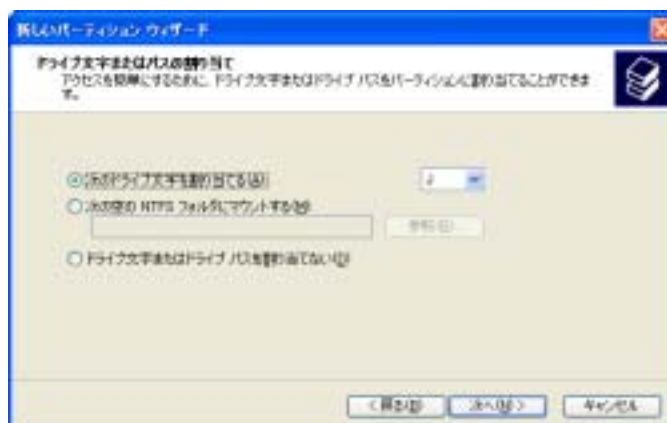 新しいパーティション ウィザード
ドライブ文字またはパスの割り当て
アクセスを簡単にするために、ドライブ文字またはドライブ パスをパーティションに割り当てることができま
す。
次のドライブ文字を割り当てる(A)
J
次の空の NTFS フォルダにマウントする(M)
参照(R)
ドライブ文字またはドライブ パスを割り当てない(D)
< 戻る(B)
次へ(N) >
キャンセル